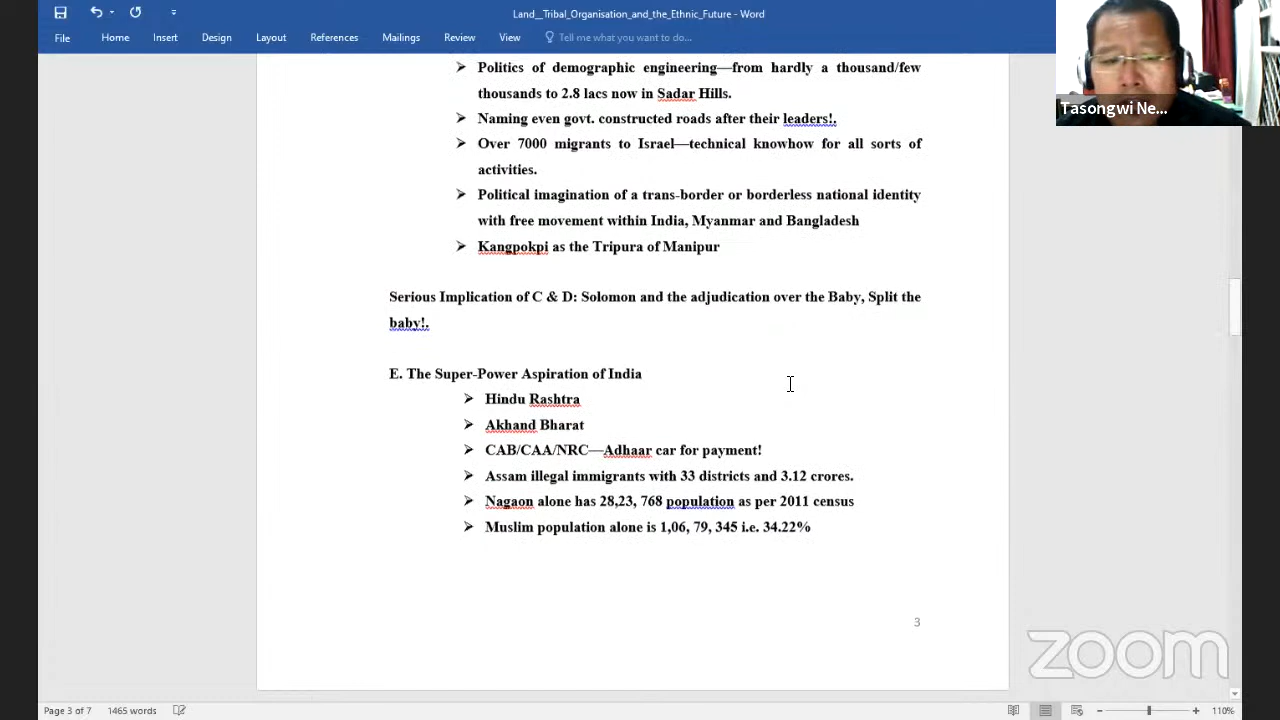 Land__Tribal_Organisation_and_the_Ethnic_Future - Word
File Home Insert Design Layout References Mailings Review View Tell me what you want to do...
Tasongwi Ne...
Politics of demographic engineering—from hardly a thousand/few
thousands to 2.8 lacs now in Sadar Hills.
Naming even govt. constructed roads after their leaders!.
Over 7000 migrants to Israel—technical knowhow for all sorts of
activities.
Political imagination of a trans-border or borderless national identity
with free movement within India, Myanmar and Bangladesh
Kangpokpi as the Tripura of Manipur
Serious Implication of C & D: Solomon and the adjudication over the Baby, Split the
baby!.
E. The Super-Power Aspiration of India
Hindu Rashtra
Akhand Bharat
CAB/CAA/NRC—Adhaar car for payment!
Assam illegal immigrants with 33 districts and 3.12 crores.
Nagaon alone has 28,23, 768 population as per 2011 census
Muslim population alone is 1,06, 79, 345 i.e. 34.22%
3
zoom
Page 3 of 7 1465 words 110%